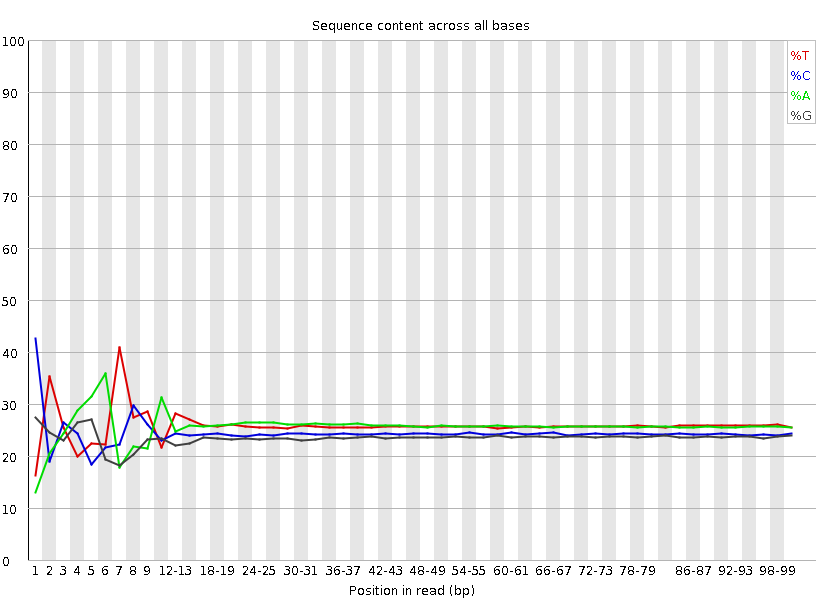 Sequence content across all bases
100
90
80
70
60
50
40
30
20
10
0
%T
%C
%A
%G
1 2 3 4 5 6 7 8 9 12-13 18-19 24-25 30-31 36-37 42-43 48-49 54-55 60-61 66-67 72-73 78-79 86-87 92-93 98-99
Position in read (bp)